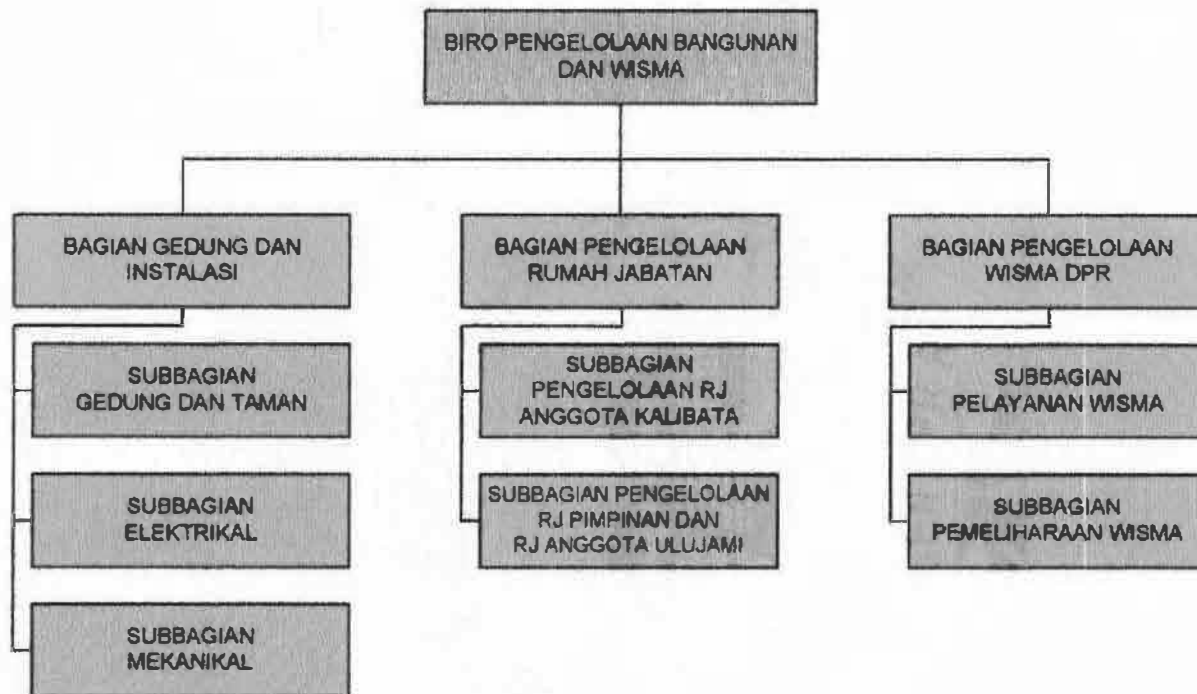 BIRO PENGELOLAAN BANGUNAN
DAN WISMA
BAGIAN GEDUNG DAN
INSTALASI
SUBBAGIAN
GEDUNG DAN TAMAN
SUBBAGIAN
ELEKTRIKAL
SUBBAGIAN
MEKANIKAL
BAGIAN PENGELOLAAN
RUMAH JABATAN
SUBBAGIAN
PENGELOLAAN RJ
ANGGOTA KALIBATA
SUBBAGIAN PENGELOLAAN
RJ PIMPINAN DAN
RJ ANGGOTA ULUJAMI
BAGIAN PENGELOLAAN
WISMA DPR
SUBBAGIAN
PELAYANAN WISMA
SUBBAGIAN
PEMELIHARAAN WISMA